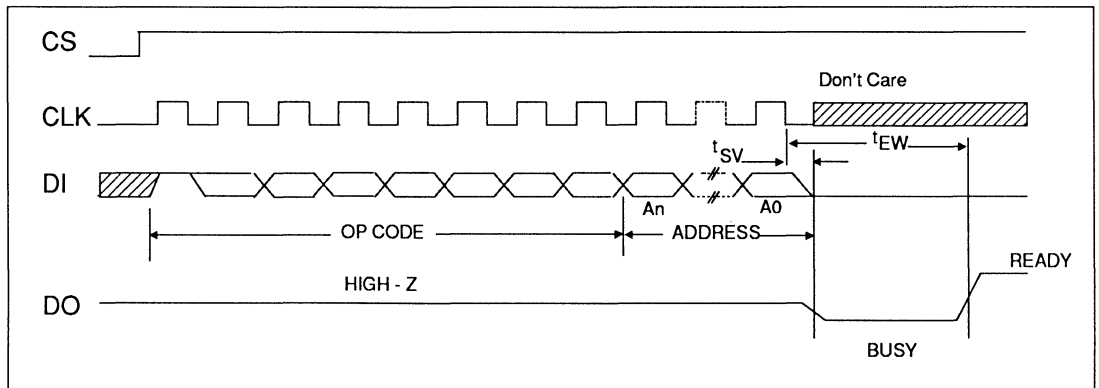 CS
Don't Care
CLK
tEW
tSV
DI
An
A0
OP CODE
ADDRESS
READY
HIGH - Z
DO
BUSY